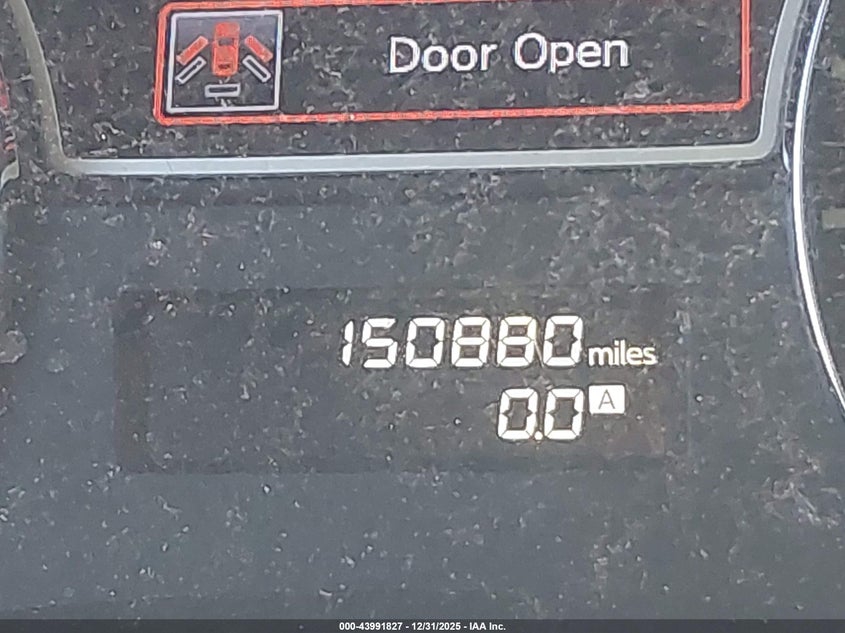 Door Open
150880 miles
0.0 A
000-43991827 - 12/31/2025 - IAA Inc.